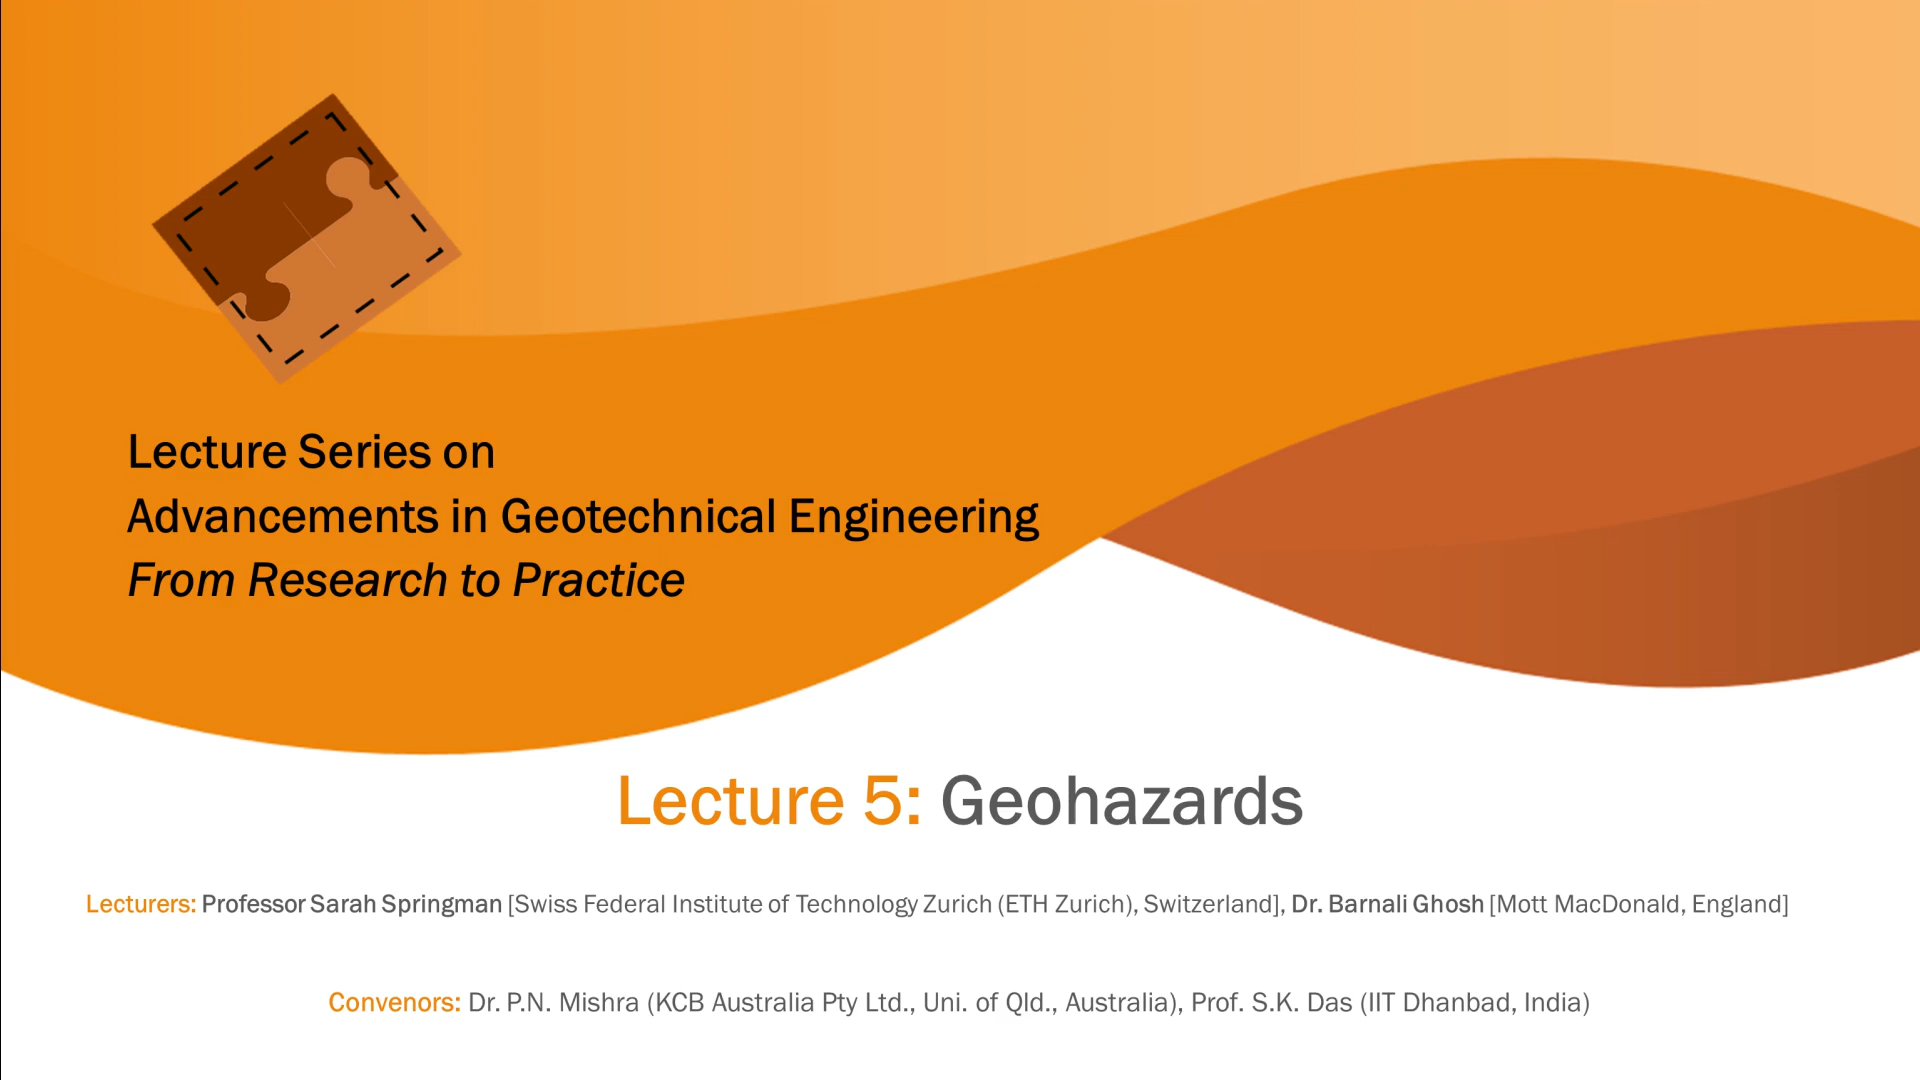 Lecture Series on
Advancements in Geotechnical Engineering
From Research to Practice
Lecture 5: Geohazards
Lecturers: Professor Sarah Springman [Swiss Federal Institute of Technology Zurich (ETH Zurich), Switzerland], Dr. Barnali Ghosh [Mott MacDonald, England]
Convenors: Dr. P.N. Mishra (KCB Australia Pty Ltd., Uni. of Qld., Australia), Prof. S.K. Das (IIT Dhanbad, India)